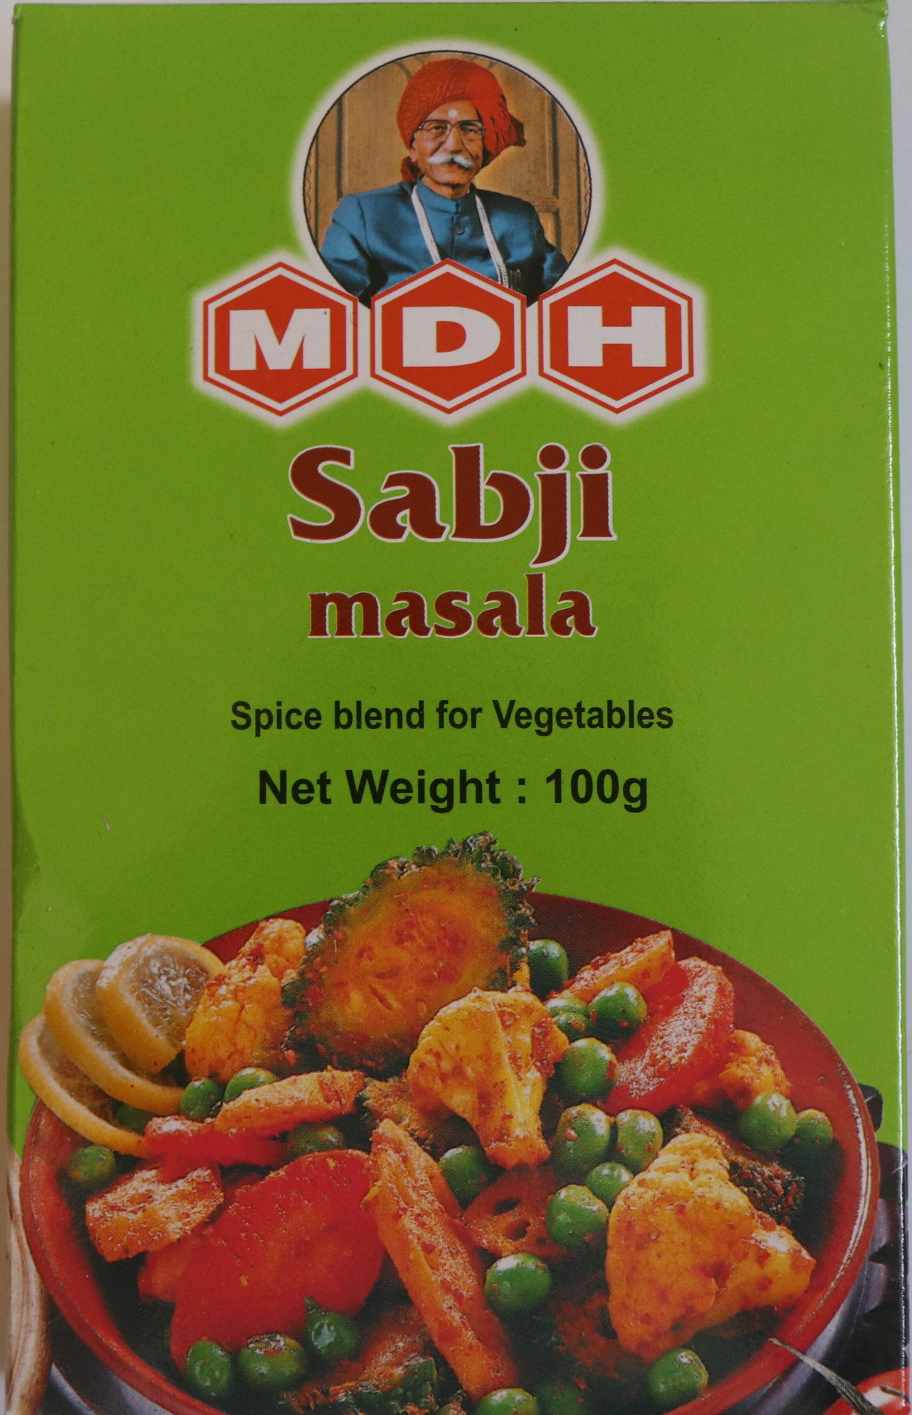 MDH
Sabji
masala
Spice blend for Vegetables
Net Weight : 100g